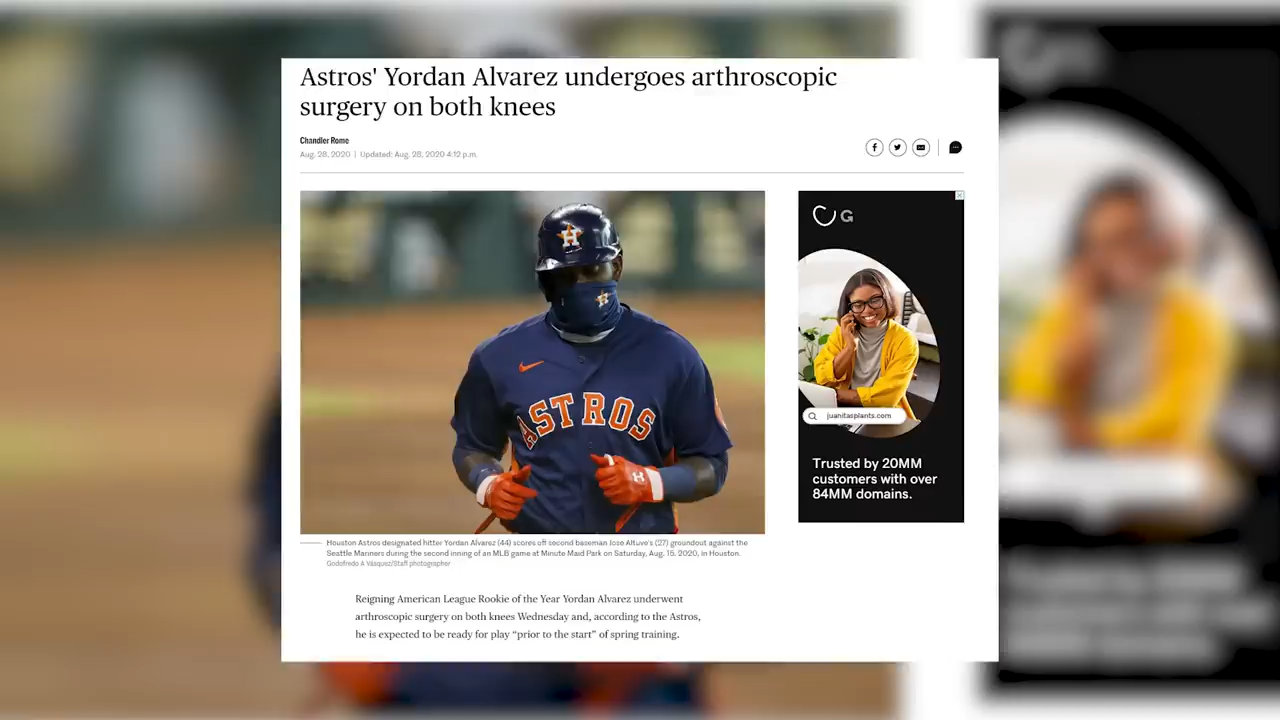 Astros' Yordan Alvarez undergoes arthroscopic
surgery on both knees
Chandler Rome
Aug. 28, 2020 | Updated: Aug. 28, 2020 4:12 p.m.
H
ASTROS
G
juanitasplants.com
Trusted by 20MM
customers with over
84MM domains.
Houston Astros designated hitter Yordan Alvarez (44) scores off second baseman Jose Altuve's (27) groundout against the
Seattle Mariners during the second inning of an MLB game at Minute Maid Park on Saturday, Aug. 15, 2020, in Houston.
Godofredo A Vásquez/Staff photographer
Reigning American League Rookie of the Year Yordan Alvarez underwent
arthroscopic surgery on both knees Wednesday and, according to the Astros,
he is expected to be ready for play “prior to the start” of spring training.